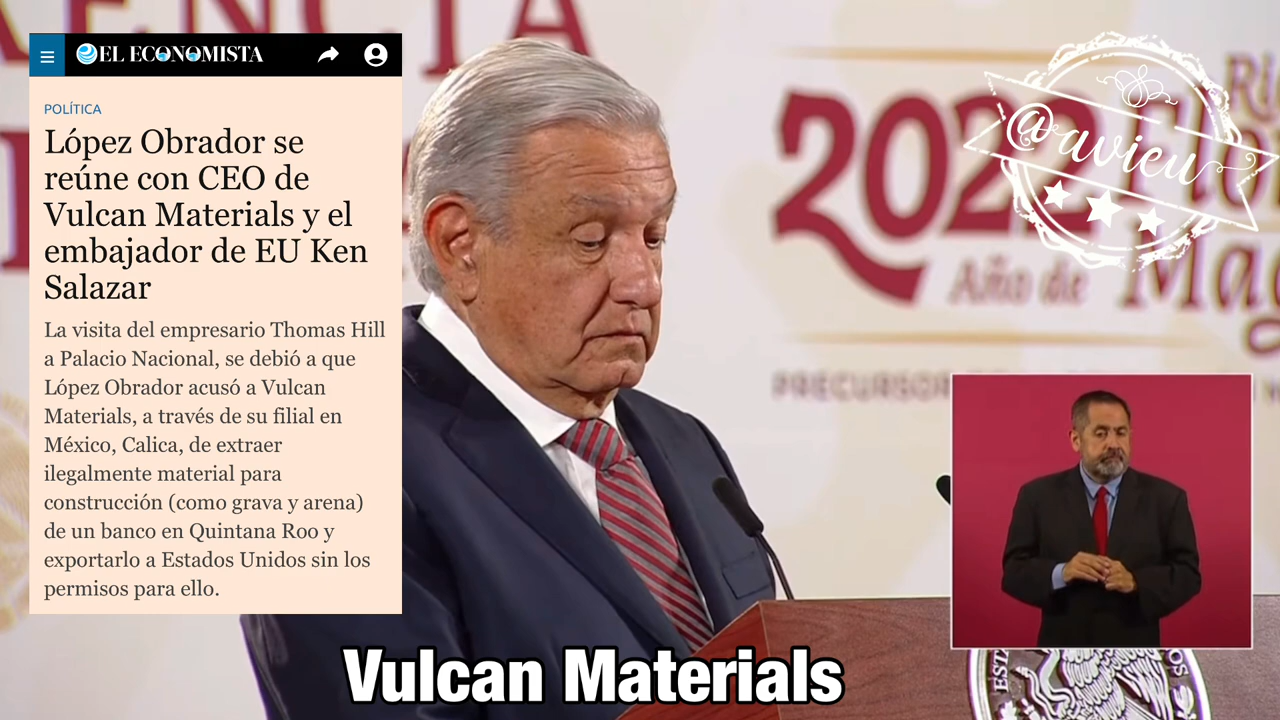 EL ECONOMISTA
POLÍTICA
López Obrador se
reúne con CEO de
Vulcan Materials y el
embajador de EU Ken
Salazar
La visita del empresario Thomas Hill
a Palacio Nacional, se debió a que
López Obrador acusó a Vulcan
Materials, a través de su filial en
México, Calica, de extraer
ilegalmente material para
construcción (como grava y arena)
de un banco en Quintana Roo y
exportarlo a Estados Unidos sin los
permisos para ello.
2022
Año de
PRECURSOR
@avieu
Vulcan Materials